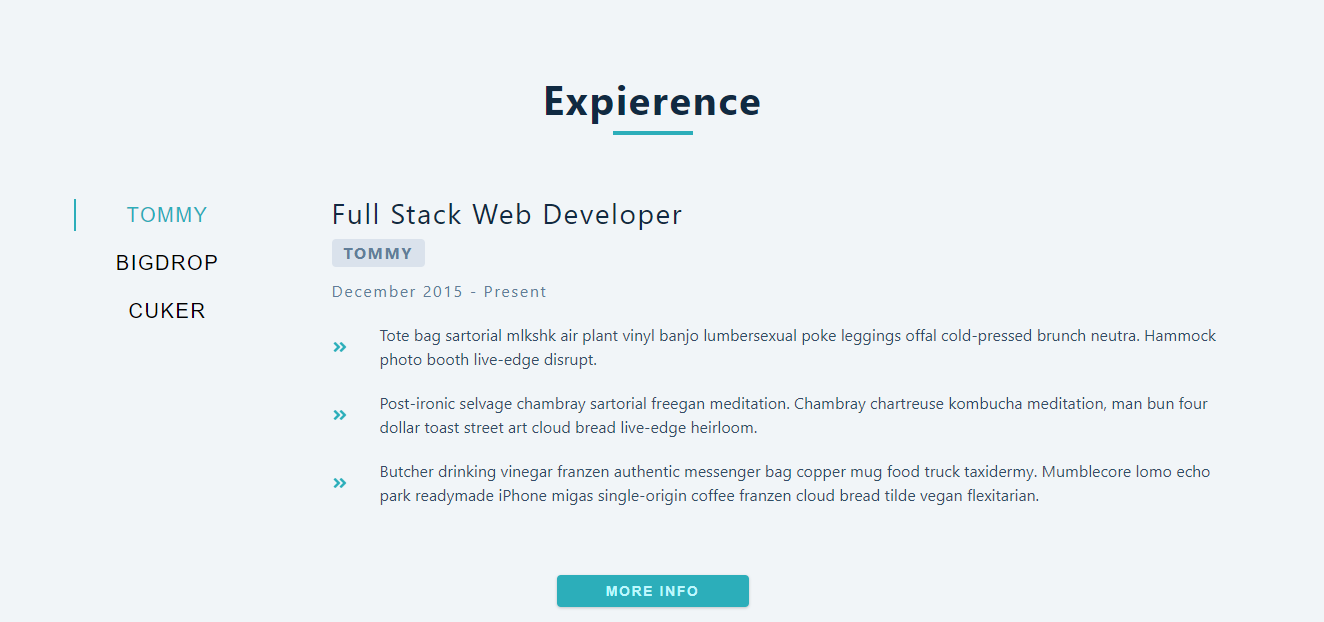 Expierence
TOMMY
BIGDROP
CUKER
Full Stack Web Developer
TOMMY
December 2015 - Present
Tote bag sartorial mlkshk air plant vinyl banjo lumbersexual poke leggings offal cold-pressed brunch neutra. Hammock
photo booth live-edge disrupt.
Post-ironic selvage chambray sartorial freegan meditation. Chambray chartreuse kombucha meditation, man bun four
dollar toast street art cloud bread live-edge heirloom.
Butcher drinking vinegar franzen authentic messenger bag copper mug food truck taxidermy. Mumblecore lomo echo
park readymade iPhone migas single-origin coffee franzen cloud bread tilde vegan flexitarian.
MORE INFO